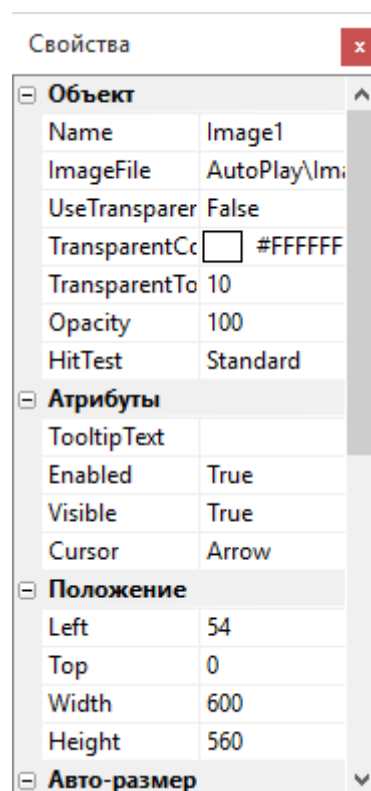 Свойства
x
Объект
Name Image1
ImageFile AutoPlay\Ima
UseTransparer False
TransparentCo #FFFFFF
TransparentTo 10
Opacity 100
HitTest Standard
Атрибуты
TooltipText
Enabled True
Visible True
Cursor Arrow
Положение
Left 54
Top 0
Width 600
Height 560
Авто-размер